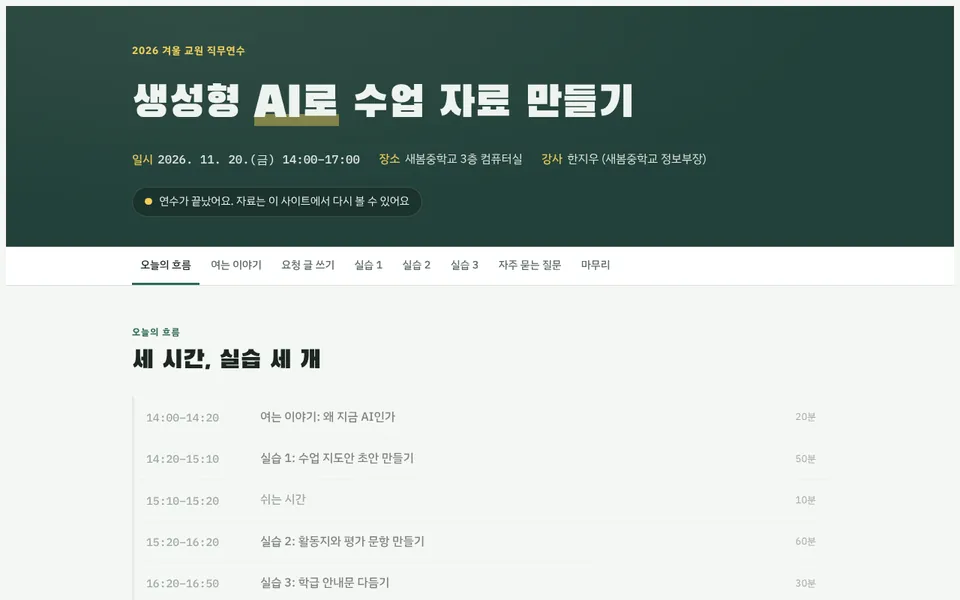 2026 겨울 교원 직무연수
생성형 AI로 수업 자료 만들기
일시 2026. 11. 20.(금) 14:00–17:00 장소 새봄중학교 3층 컴퓨터실 강사 한지우 (새봄중학교 정보부장)
연수가 끝났어요. 자료는 이 사이트에서 다시 볼 수 있어요
오늘의 흐름 여는 이야기 요청 글 쓰기 실습 1 실습 2 실습 3 자주 묻는 질문 마무리
오늘의 흐름
세 시간, 실습 세 개
14:00–14:20 여는 이야기: 왜 지금 AI인가 20분
14:20–15:10 실습 1: 수업 지도안 초안 만들기 50분
15:10–15:20 쉬는 시간 10분
15:20–16:20 실습 2: 활동지와 평가 문항 만들기 60분
16:20–16:50 실습 3: 학급 안내문 다듬기 30분